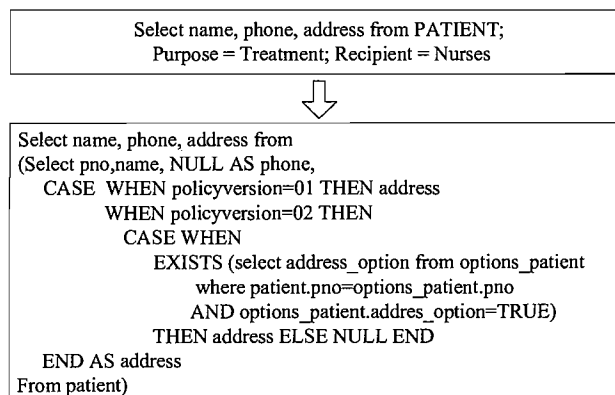 Select name, phone, address from PATIENT;
Purpose = Treatment; Recipient = Nurses
Select name, phone, address from
(Select pno,name, NULL AS phone,
CASE WHEN policyversion=01 THEN address
WHEN policyversion=02 THEN
CASE WHEN
EXISTS (select address_option from options_patient
where patient.pno=options_patient.pno
AND options_patient.addres_option=TRUE)
THEN address ELSE NULL END
END AS address
From patient)